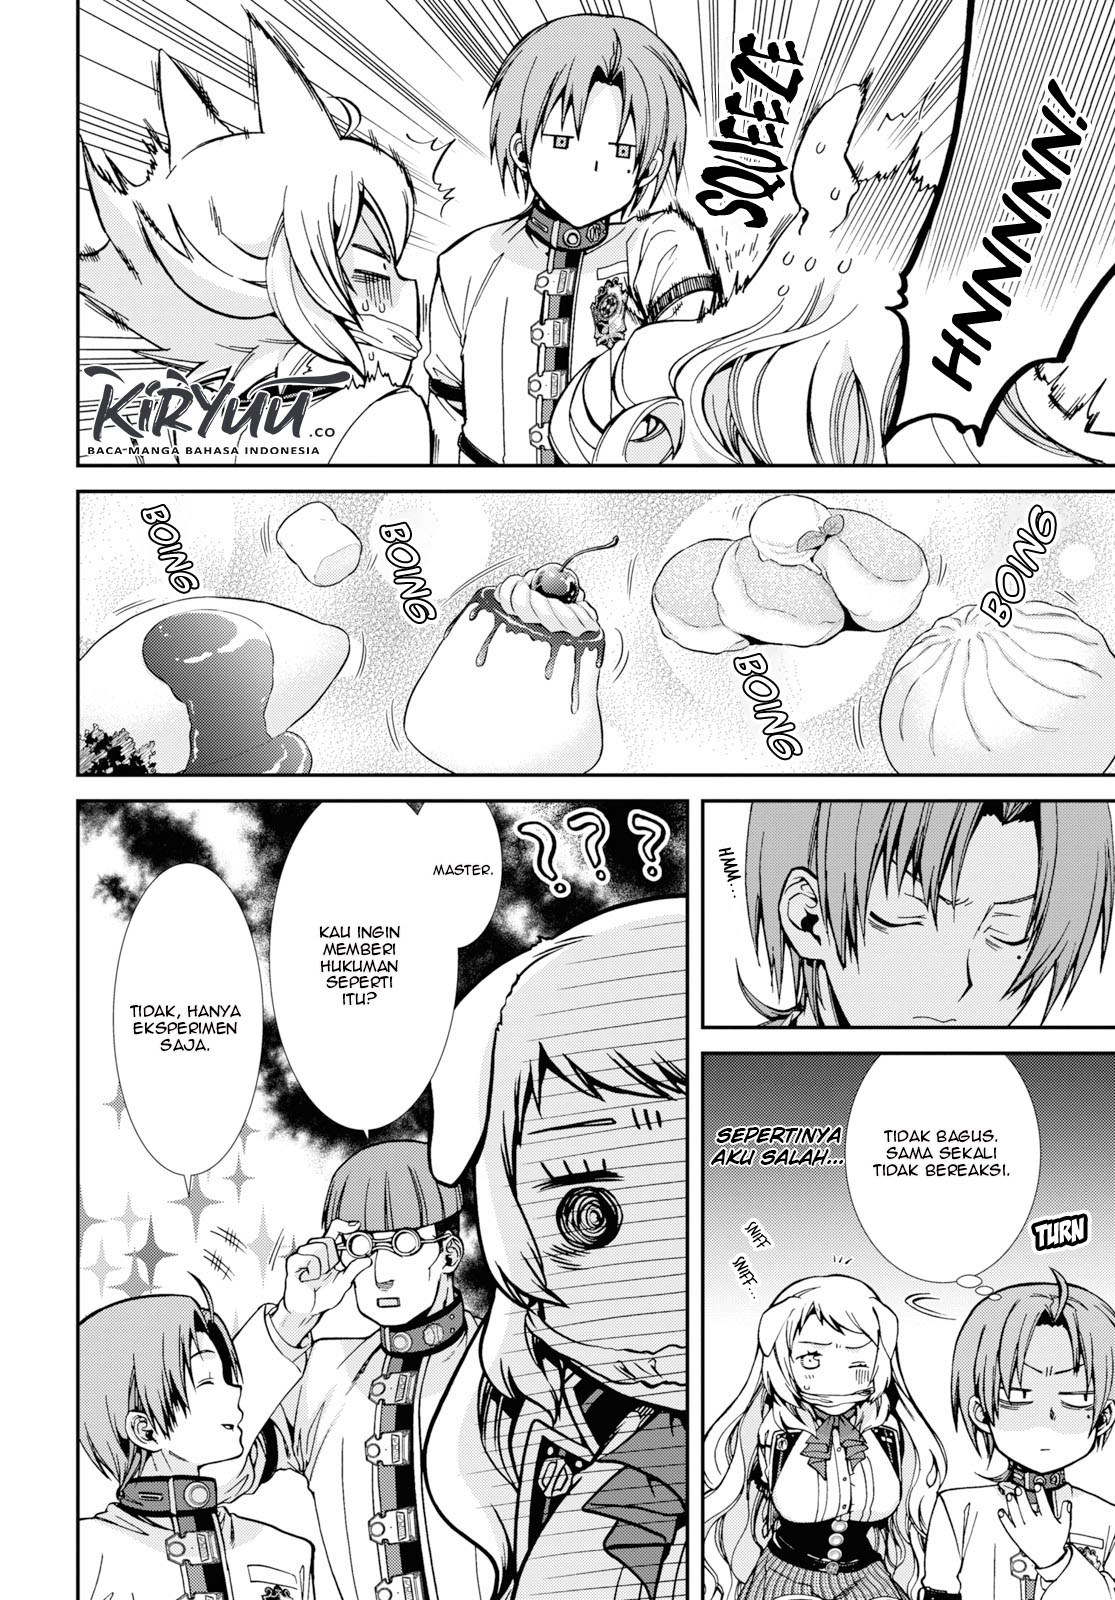 HNNNNN!
SQUEEZE
KiRYUU.CO
BACA MANGA BAHASA INDONESIA
BOING
BOING
BOING
BOING
HMM...
TIDAK BAGUS.
SAMA SEKALI
TIDAK BEREAKSI.
SEPERTINYA
AKU SALAH...
TURN
SNIFF
SNIFF...
???
MASTER.
KAU INGIN
MEMBERI
HUKUMAN
SEPERTI
ITU?
TIDAK, HANYA
EKSPERIMEN
SAJA.